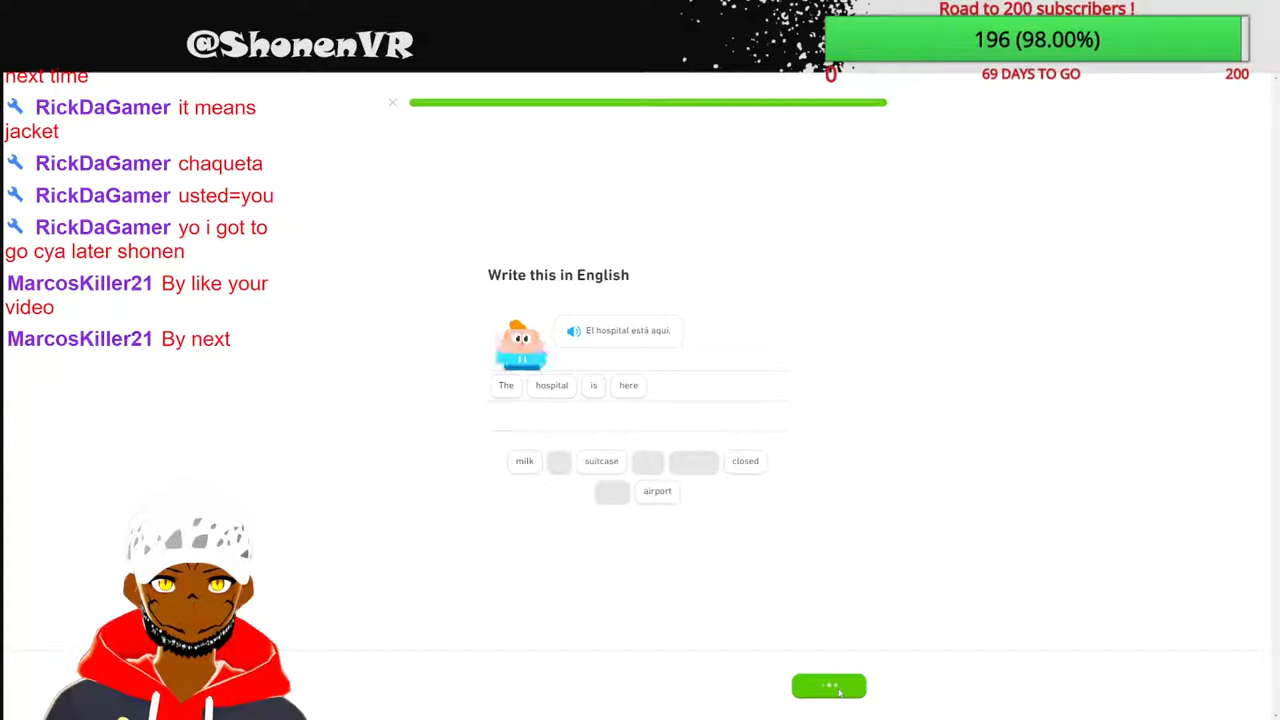 @ShonenVR
Road to 200 subscribers !
196 (98.00%)
0
69 DAYS TO GO
200
next time
RickDaGamer it means
jacket
RickDaGamer chaqueta
RickDaGamer usted=you
RickDaGamer yo i got to
go cya later shonen
MarcosKiller21 By like your
video
MarcosKiller21 By next
Write this in English
El hospital está aquí.
The hospital is here
milk suitcase closed
airport